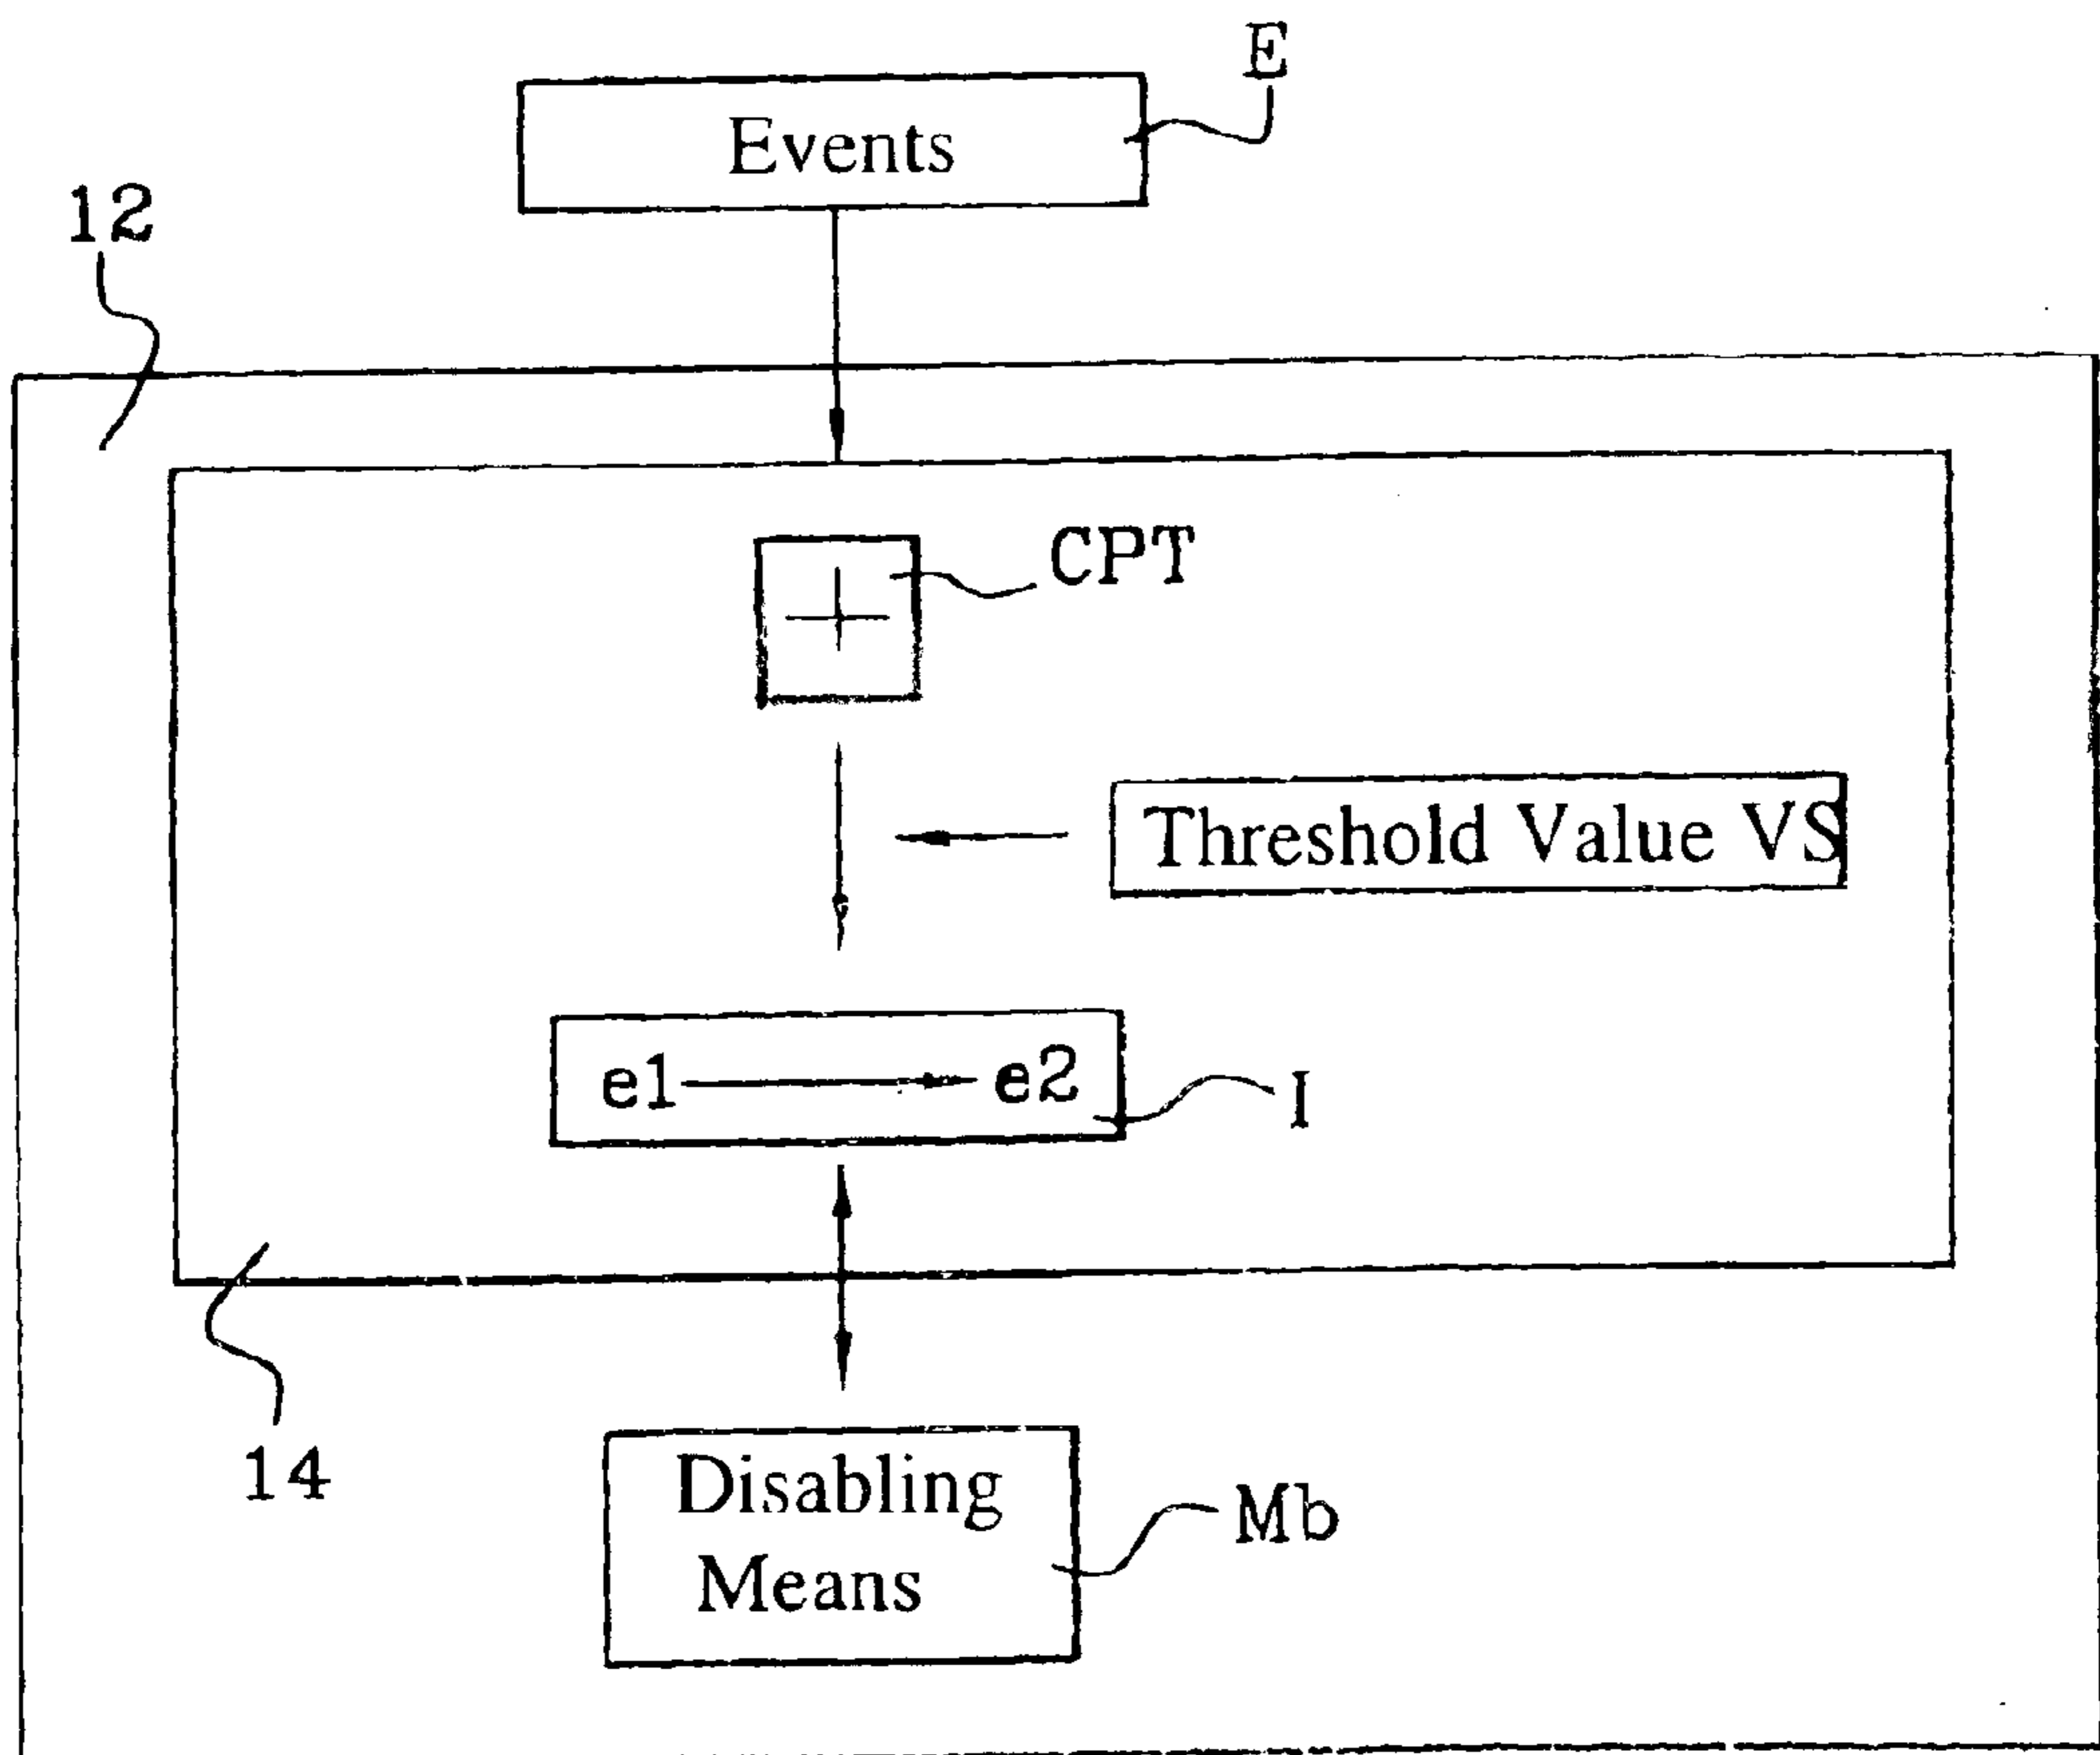 E
Events
12
CPT
Threshold Value VS
e1 e2
I
14
Disabling
Means
Mb